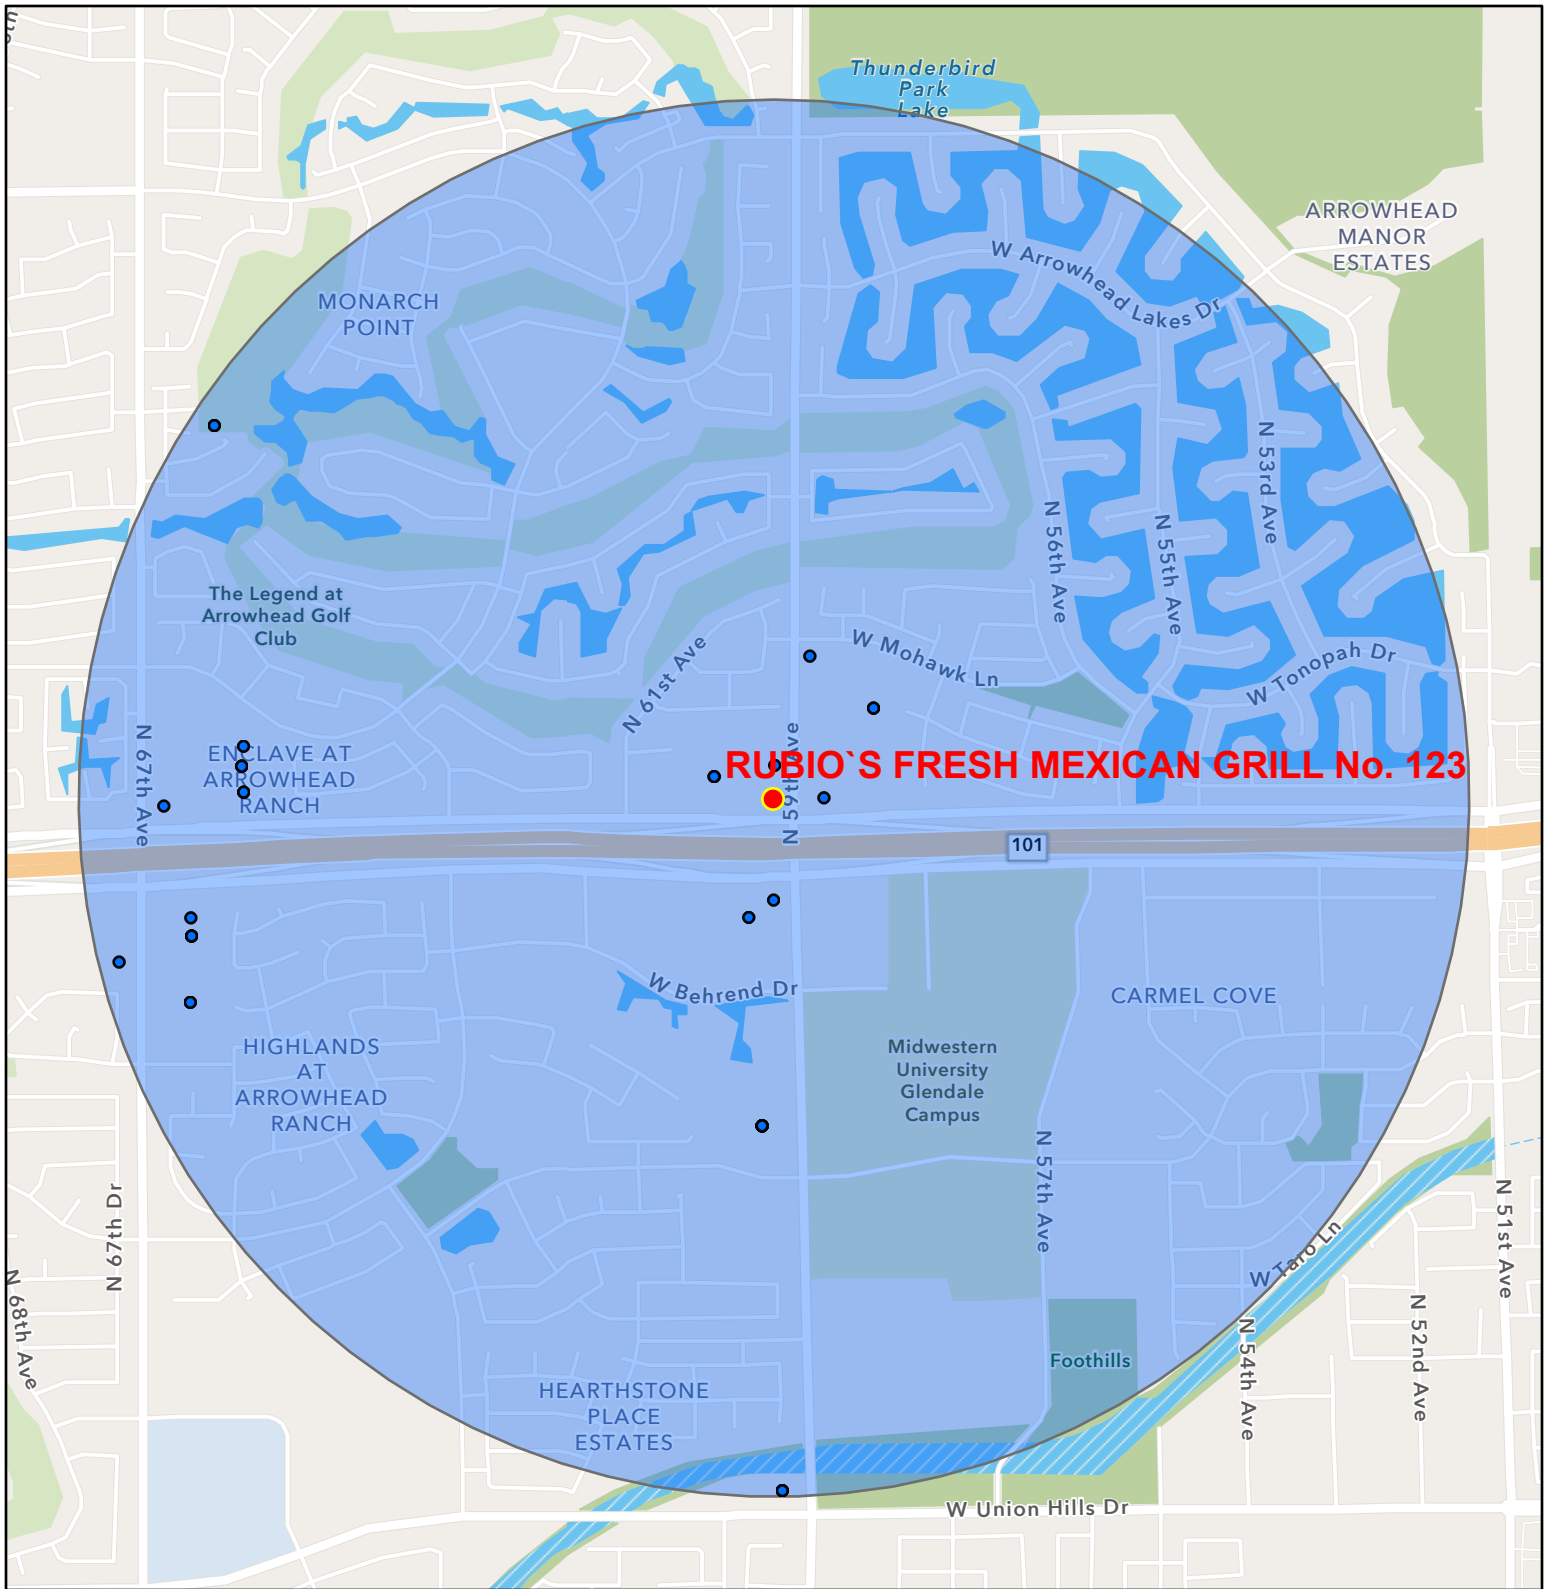 Thunderbird
Park
Lake
ARROWHEAD
MANOR
ESTATES
W Arrowhead Lakes Dr
MONARCH
POINT
N 53rd Ave
N 56th Ave
N 55th Ave
The Legend at
Arrowhead Golf
Club
N 61st Ave
W Mohawk Ln
W Tonopah Dr
N 67th Ave
ENCLAVE AT
ARROWHEAD
RANCH
N 59th Ave
RUBIO`S FRESH MEXICAN GRILL No. 123
101
W Behrend Dr
CARMEL COVE
HIGHLANDS
AT
ARROWHEAD
RANCH
Midwestern
University
Glendale
Campus
N 57th Ave
N 67th Dr
N 51st Ave
W Taro Ln
N 68th Ave
N 54th Ave
N 52nd Ave
Foothills
HEARTHSTONE
PLACE
ESTATES
W Union Hills Dr